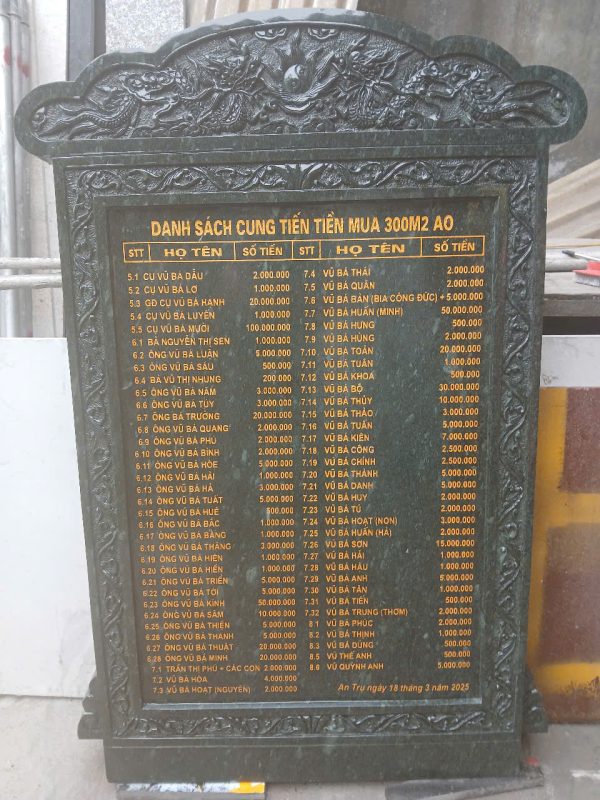 DANH SÁCH CUNG TIẾN TIỀN MUA 300M2 AO
STT HỌ TÊN SỐ TIỀN STT HỌ TÊN SỐ TIỀN
5.1 CỤ VŨ BÁ DẦU 2.000.000
5.2 CỤ VŨ BÁ LƠ 1.000.000
5.3 GĐ CỤ VŨ BÁ HẠNH 20.000.000
5.4 CỤ VŨ BÁ LUYẾN 1.000.000
5.5 CỤ VŨ BÁ MƯỜI 100.000.000
6.1 BÀ NGUYỄN THỊ SEN 1.000.000
6.2 ÔNG VŨ BÁ LUẬN 5.000.000
6.3 ÔNG VŨ BÁ SÁU 500.000
6.4 BÀ VŨ THỊ NHUNG 200.000
6.5 ÔNG VŨ BÁ NĂM 3.000.000
6.6 ÔNG VŨ BÁ TÙY 3.000.000
6.7 ÔNG BÁ TRƯỜNG 20.000.000
6.8 ÔNG VŨ BÁ QUANG 2.000.000
6.9 ÔNG VŨ BÁ PHÚ 2.000.000
6.10 ÔNG VŨ BÁ BÌNH 2.000.000
6.11 ÔNG VŨ BÁ HÒE 5.000.000
6.12 ÔNG VŨ BÁ HẢI 1.000.000
6.13 ÔNG VŨ BÁ HÀ 3.000.000
6.14 ÔNG VŨ BÁ TUẤT 5.000.000
6.15 ÔNG VŨ BÁ HUÊ 500.000
6.16 ÔNG VŨ BÁ BẮC 1.000.000
6.17 ÔNG VŨ BÁ BẰNG 1.000.000
6.18 ÔNG VŨ BÁ THẮNG 3.000.000
6.19 ÔNG VŨ BÁ HIÊN 1.000.000
6.20 ÔNG VŨ BÁ HIỂN 1.000.000
6.21 ÔNG VŨ BÁ TRIỂN 5.000.000
6.22 ÔNG VŨ BÁ TỚI 5.000.000
6.23 ÔNG VŨ BÁ KÍNH 50.000.000
6.24 ÔNG VŨ BÁ SÂM 10.000.000
6.25 ÔNG VŨ BÁ THIỆN 5.000.000
6.26 ÔNG VŨ BÁ THANH 5.000.000
6.27 ÔNG VŨ BÁ THUẬT 20.000.000
6.28 ÔNG VŨ BÁ MINH 20.000.000
7.1 TRẦN THỊ PHÚ + CÁC CON 2.000.000
7.2 VŨ BÁ HÒA 4.000.000
7.3 VŨ BÁ HOẠT (NGUYÊN) 2.000.000
7.4 VŨ BÁ THÁI 2.000.000
7.5 VŨ BÁ QUÂN 2.000.000
7.6 VŨ BÁ BẢN (BIA CÔNG ĐỨC) + 5.000.000
7.7 VŨ BÁ HUẤN (MINH) 50.000.000
7.8 VŨ BÁ HƯNG 500.000
7.9 VŨ BÁ HÙNG 2.000.000
7.10 VŨ BÁ TOẢN 20.000.000
7.11 VŨ BÁ TUẤN 1.000.000
7.12 VŨ BÁ KHOA 500.000
7.13 VŨ BÁ BỘ 30.000.000
7.14 VŨ BÁ THỦY 10.000.000
7.15 VŨ BÁ THẢO 3.000.000
7.16 VŨ BÁ TUẤN 5.000.000
7.17 VŨ BÁ KIÊN 7.000.000
7.18 VŨ BÁ CÔNG 2.500.000
7.19 VŨ BÁ CHÍNH 2.500.000
7.20 VŨ BÁ THÀNH 5.000.000
7.21 VŨ BÁ DANH 5.000.000
7.22 VŨ BÁ HUY 2.000.000
7.23 VŨ BÁ TÚ 2.000.000
7.24 VŨ BÁ HOẠT (NON) 3.000.000
7.25 VŨ BÁ HUẤN (HÀ) 2.000.000
7.26 VŨ BÁ SƠN 15.000.000
7.27 VŨ BÁ HẢI 1.000.000
7.28 VŨ BÁ HẬU 1.000.000
7.29 VŨ BÁ ANH 5.000.000
7.30 VŨ BÁ TÂN 1.000.000
7.31 VŨ BÁ TIẾN 500.000
7.32 VŨ BÁ TRUNG (THƠM) 2.000.000
8.1 VŨ BÁ PHÚC 2.000.000
8.2 VŨ BÁ THỊNH 1.000.000
8.3 VŨ BÁ DŨNG 500.000
8.5 VŨ THẾ ANH 500.000
8.6 VŨ QUỲNH ANH 5.000.000
An Trụ ngày 18 tháng 3 năm 2025